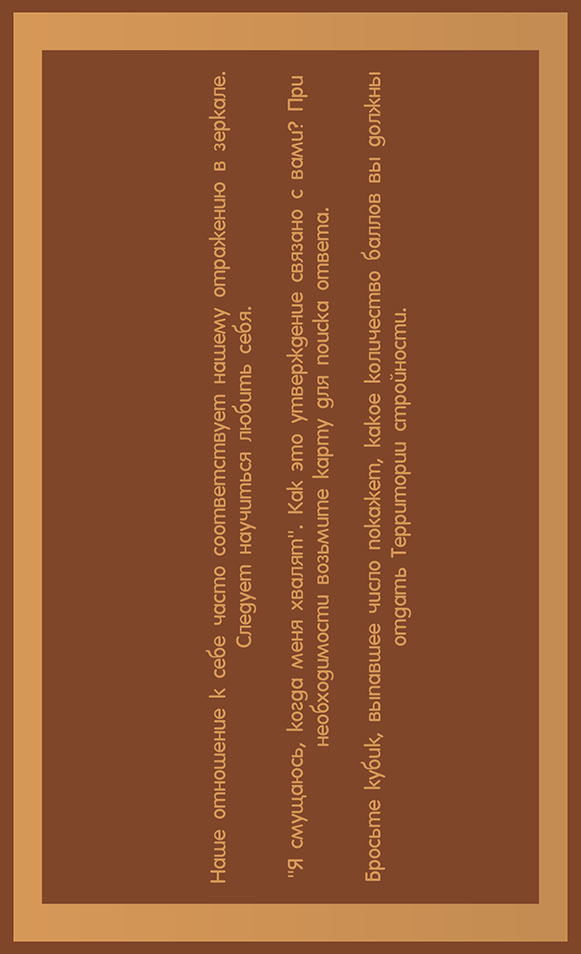 Наше отношение к себе часто соответствует нашему отражению в зеркале.
Следует научиться любить себя.
"Я смущаюсь, когда меня хвалят". Как это утверждение связано с вами? При
необходимости возьмите карту для поиска ответа.
Бросьте кубик, выпавшее число покажет, какое количество баллов вы должны
отдать Территории стройности.